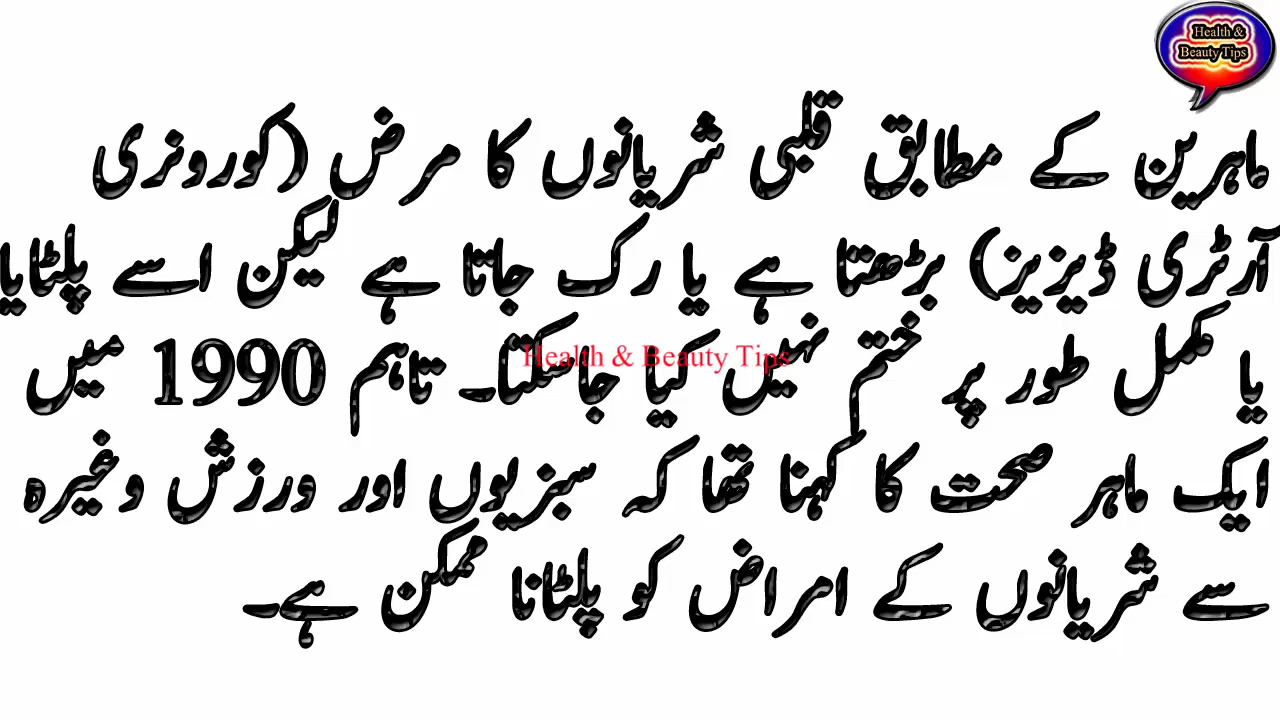 Health &
Beauty Tips
ماہرین کے مطابق قلبی شریانوں کا مرض (کورونری
آرٹری ڈیزیز) بڑھتا ہے یا رک جاتا ہے لیکن اسے پلٹایا
یا مکمل طور پر ختم نہیں کیا جاسکتا۔ تاہم 1990 میں
Health & Beauty Tips
ایک ماہر صحت کا کہنا تھا کہ سبزیوں اور ورزش وغیرہ
سے شریانوں کے امراض کو پلٹانا ممکن ہے۔